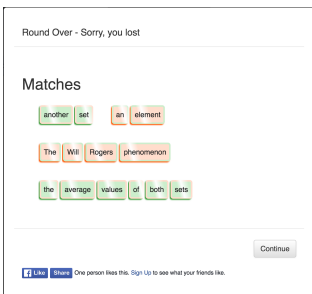 Round Over - Sorry, you lost
Matches
another set an element
The Will Rogers phenomenon
the average values of both sets
Continue
Like Share One person likes this. Sign Up to see what your friends like.